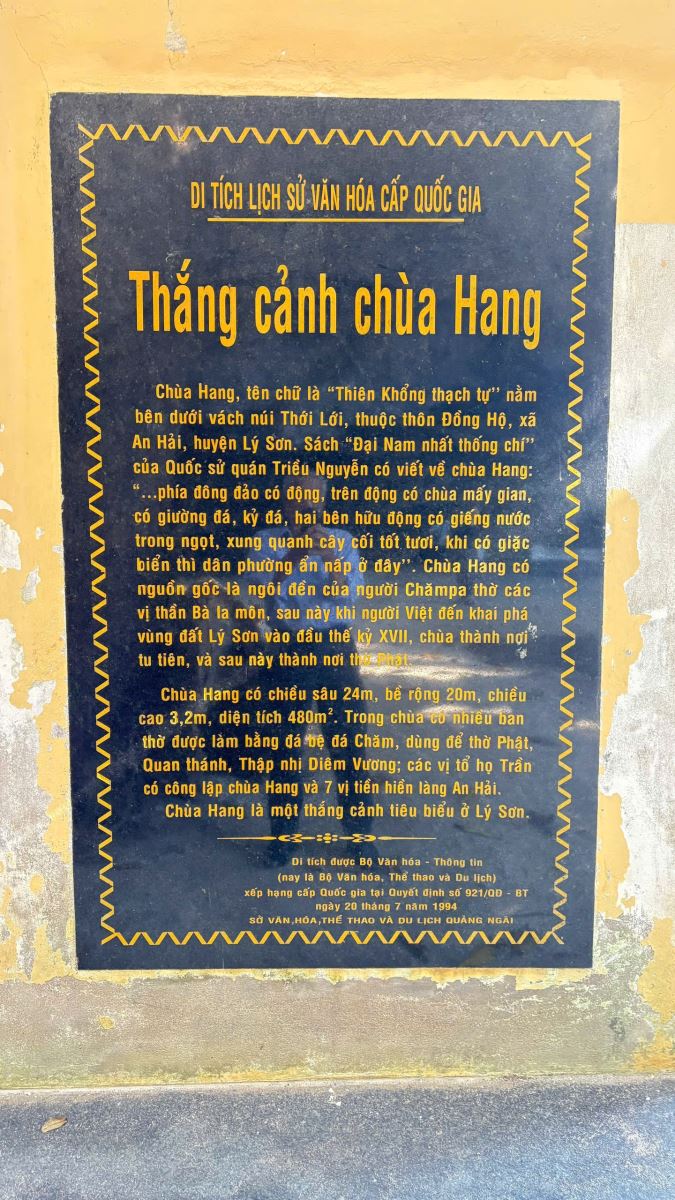 DI TÍCH LỊCH SỬ VĂN HÓA CẤP QUỐC GIA
Thắng cảnh chùa Hang
Chùa Hang, tên chữ là “Thiên Khổng thạch tự” nằm
bên dưới vách núi Thới Lới, thuộc thôn Đồng Hộ, xã
An Hải, huyện Lý Sơn. Sách “Đại Nam nhất thống chí”
của Quốc sử quán Triều Nguyễn có viết về chùa Hang:
“...phía đông đảo có động, trên động có chùa mấy gian,
có giường đá, kỷ đá, hai bên hữu động có giếng nước
trong ngọt, xung quanh cây cối tốt tươi, khi có giặc
biển thì dân phường ẩn nấp ở đây”. Chùa Hang có
nguồn gốc là ngôi đền của người Chămpa thờ các
vị thần Bà la môn, sau này khi người Việt đến khai phá
vùng đất Lý Sơn vào đầu thế kỷ XVII, chùa thành nơi
tu tiên, và sau này thành nơi thờ Phật.
Chùa Hang có chiều sâu 24m, bề rộng 20m, chiều
cao 3,2m, diện tích 480m². Trong chùa có nhiều ban
thờ được làm bằng đá bệ đá Chăm, dùng để thờ Phật,
Quan thánh, Thập nhị Diêm Vương; các vị tổ họ Trần
có công lập chùa Hang và 7 vị tiền hiền làng An Hải.
Chùa Hang là một thắng cảnh tiêu biểu ở Lý Sơn.
Di tích được Bộ Văn hóa - Thông tin
(nay là Bộ Văn hóa, Thể thao và Du lịch)
xếp hạng cấp Quốc gia tại Quyết định số 921/QĐ - BT
ngày 20 tháng 7 năm 1994
SỞ VĂN,HÓA,THỂ THAO VÀ DU LỊCH QUẢNG NGÃI